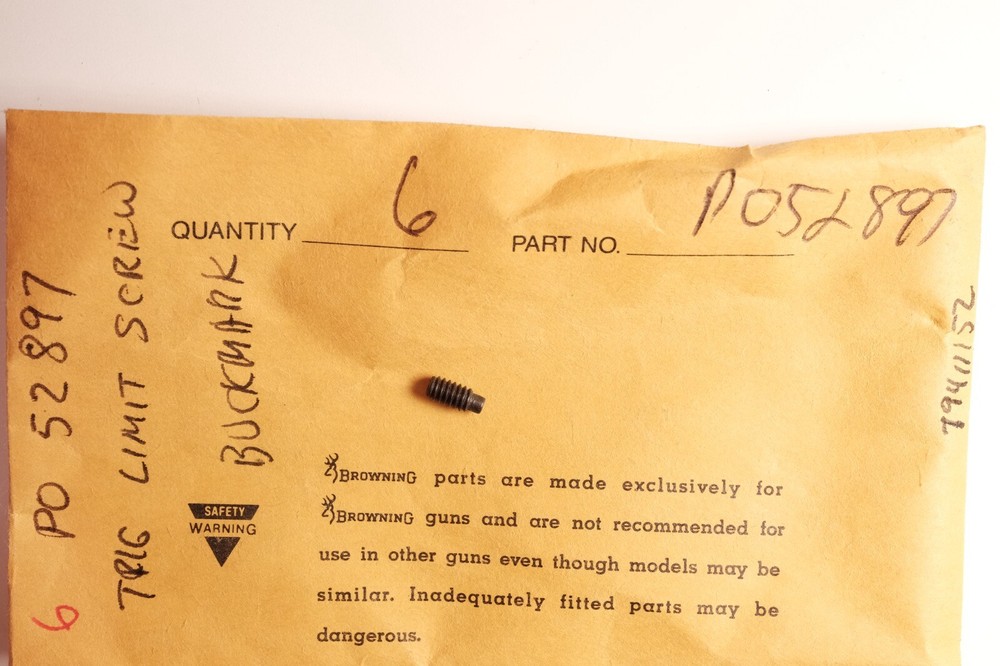 QUANTITY 6
PART NO. P052897
PO 52897
TRIG LIMIT SCREW
BUCKMARK
6
79411152
SAFETY
WARNING
BROWNING parts are made exclusively for
BROWNING guns and are not recommended for
use in other guns even though models may be
similar. Inadequately fitted parts may be
dangerous.